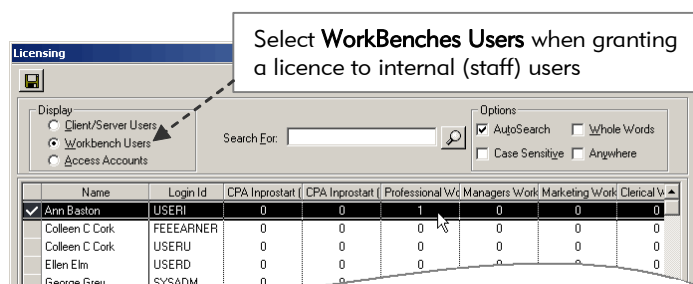 Select WorkBenches Users when granting
a licence to internal (staff) users
Licensing
Display
Client/Server Users
Workbench Users
Access Accounts
Search For:
Options
AutoSearch Whole Words
Case Sensitive Anywhere
Name Login Id CPA Inprostart ( CPA Inprostart ( Professional Wo Managers Work Marketing Work Clerical W
Ann Baston USERI 0 0 1 0 0 0
Colleen C Cork FEEEARNER 0 0 0 0 0 0
Colleen C Cork USERU 0 0 0 0 0 0
Ellen Elm USERD 0 0 0 0 0 0
George Grey SYSADM 0